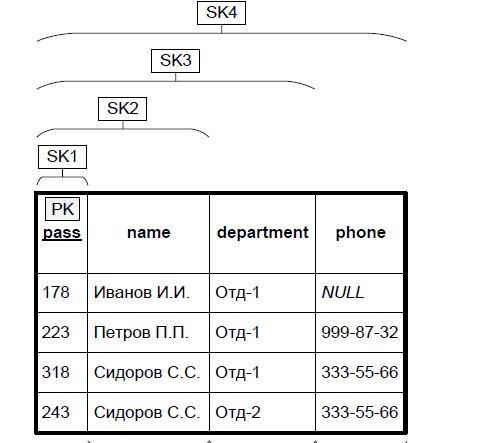 SK4
SK3
SK2
SK1
PK
pass name department phone
178 Иванов И.И. Отд-1 NULL
223 Петров П.П. Отд-1 999-87-32
318 Сидоров С.С. Отд-1 333-55-66
243 Сидоров С.С. Отд-2 333-55-66